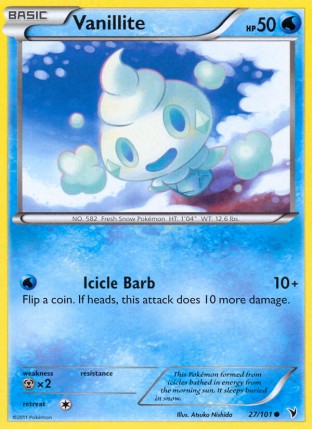 BASIC
Vanillite
HP 50
NO. 582 Fresh Snow Pokémon HT: 1'04" WT: 12.6 lbs.
Icicle Barb 10+
Flip a coin. If heads, this attack does 10 more damage.
weakness resistance
×2
retreat
This Pokémon formed from
icicles bathed in energy from
the morning sun. It sleeps buried
in snow.
©2011 Pokémon
Illus. Atsuko Nishida
27/101